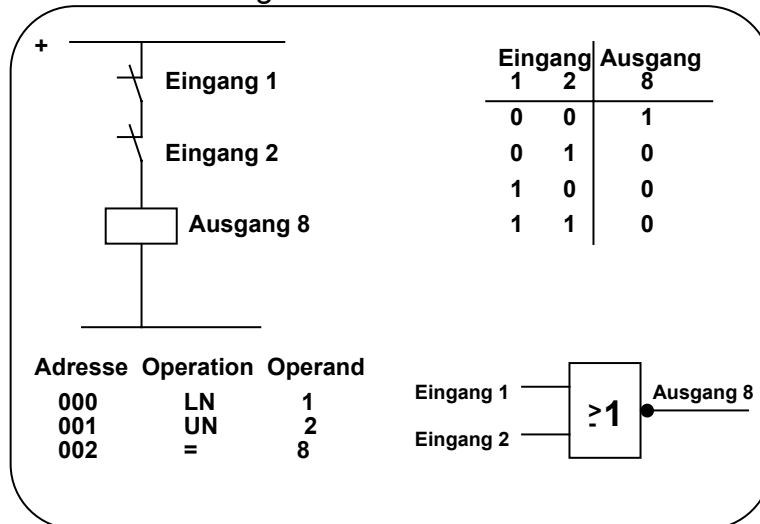 +
Eingang 1
Eingang 2
Ausgang 8
Eingang Ausgang
1 2 8
0 0 1
0 1 0
1 0 0
1 1 0
Adresse Operation Operand
000 LN 1
001 UN 2
002 = 8
Eingang 1
Eingang 2
≥1
Ausgang 8